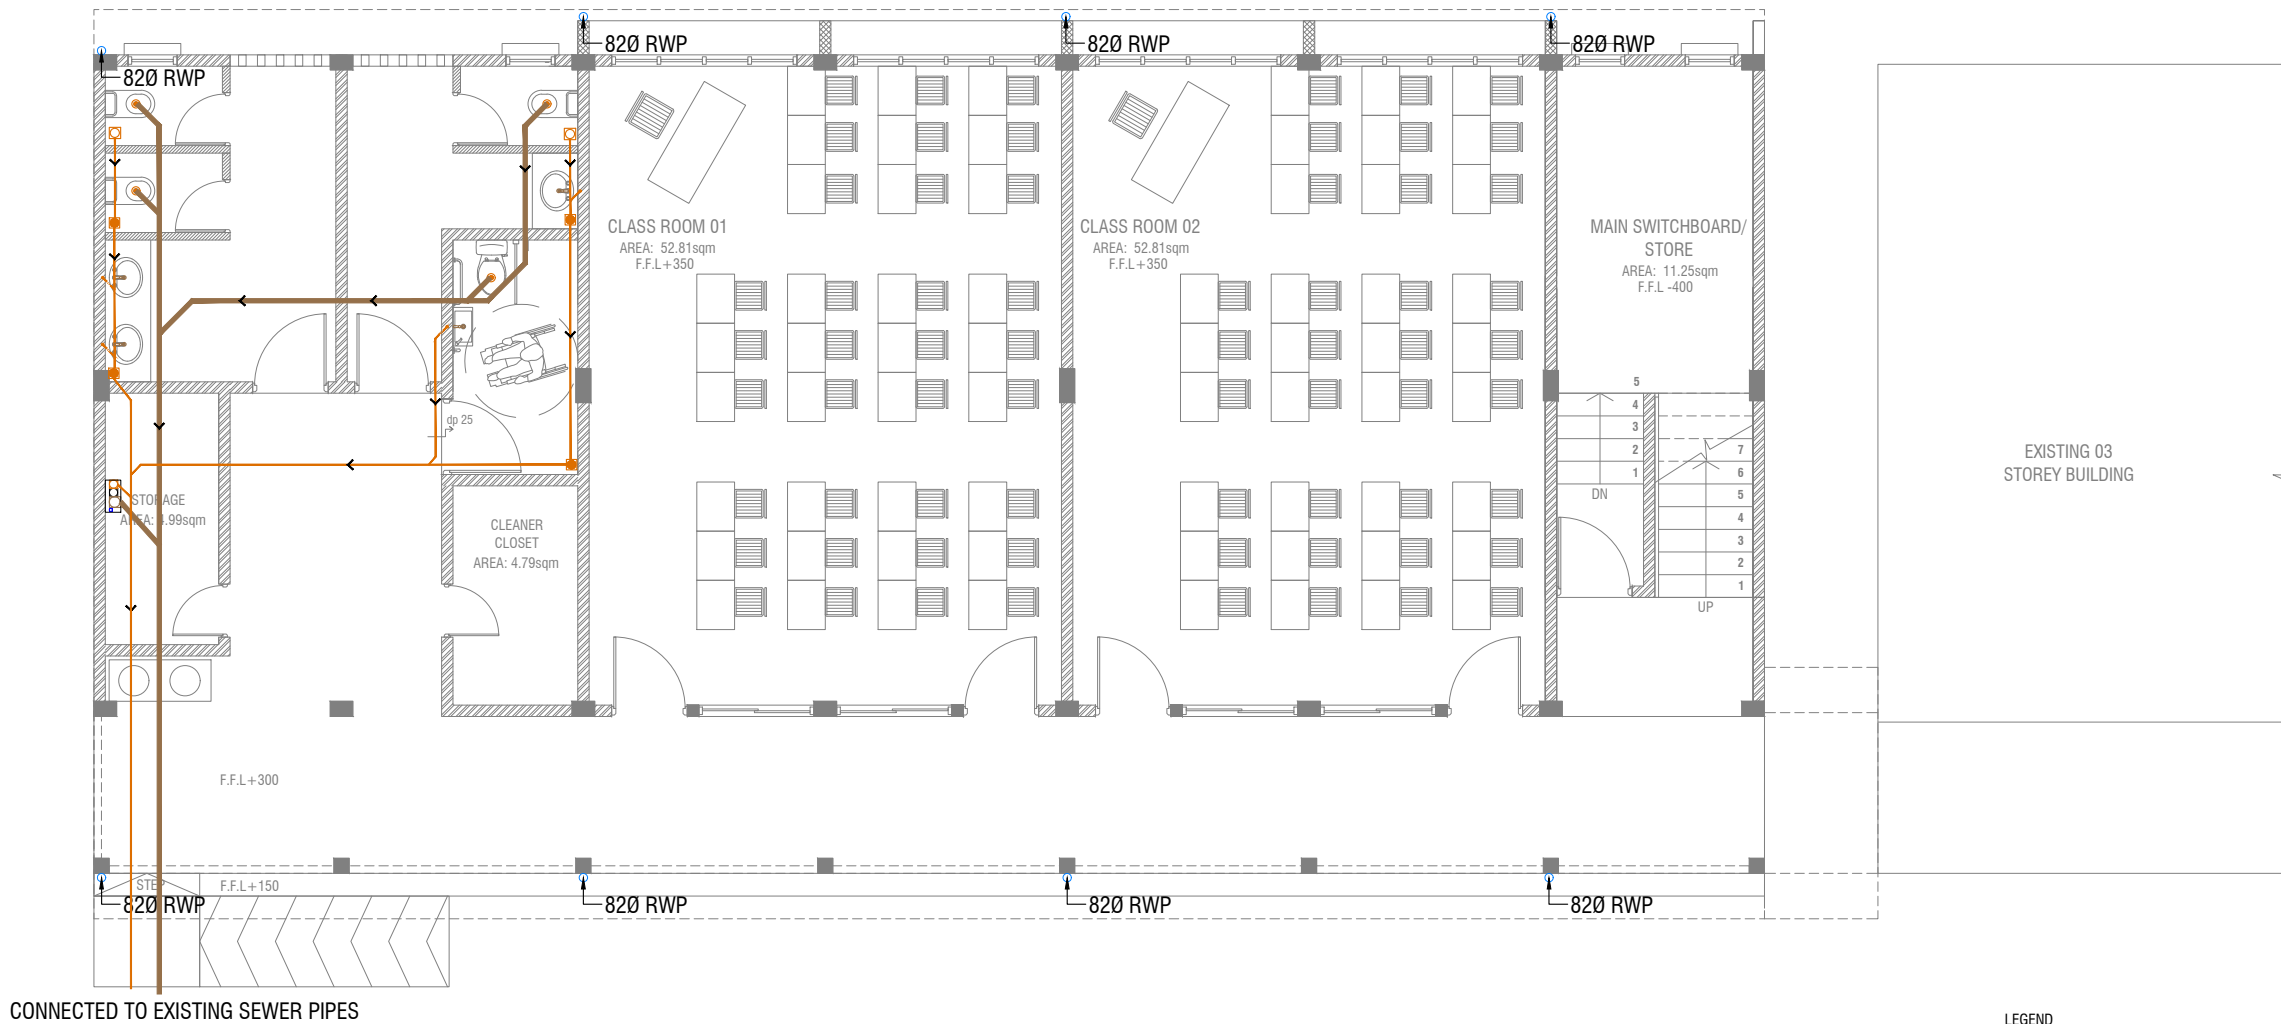 82Ø RWP
82Ø RWP
82Ø RWP
82Ø RWP
CLASS ROOM 01
AREA: 52.81sqm
F.F.L+350
CLASS ROOM 02
AREA: 52.81sqm
F.F.L+350
MAIN SWITCHBOARD/
STORE
AREA: 11.25sqm
F.F.L -400
dp 25
5
4
3
2
1
DN
7
6
5
4
3
2
1
UP
EXISTING 03
STOREY BUILDING
STORAGE
AREA: 4.99sqm
CLEANER
CLOSET
AREA: 4.79sqm
F.F.L+300
STEP
F.F.L+150
82Ø RWP
82Ø RWP
82Ø RWP
82Ø RWP
CONNECTED TO EXISTING SEWER PIPES
LEGEND